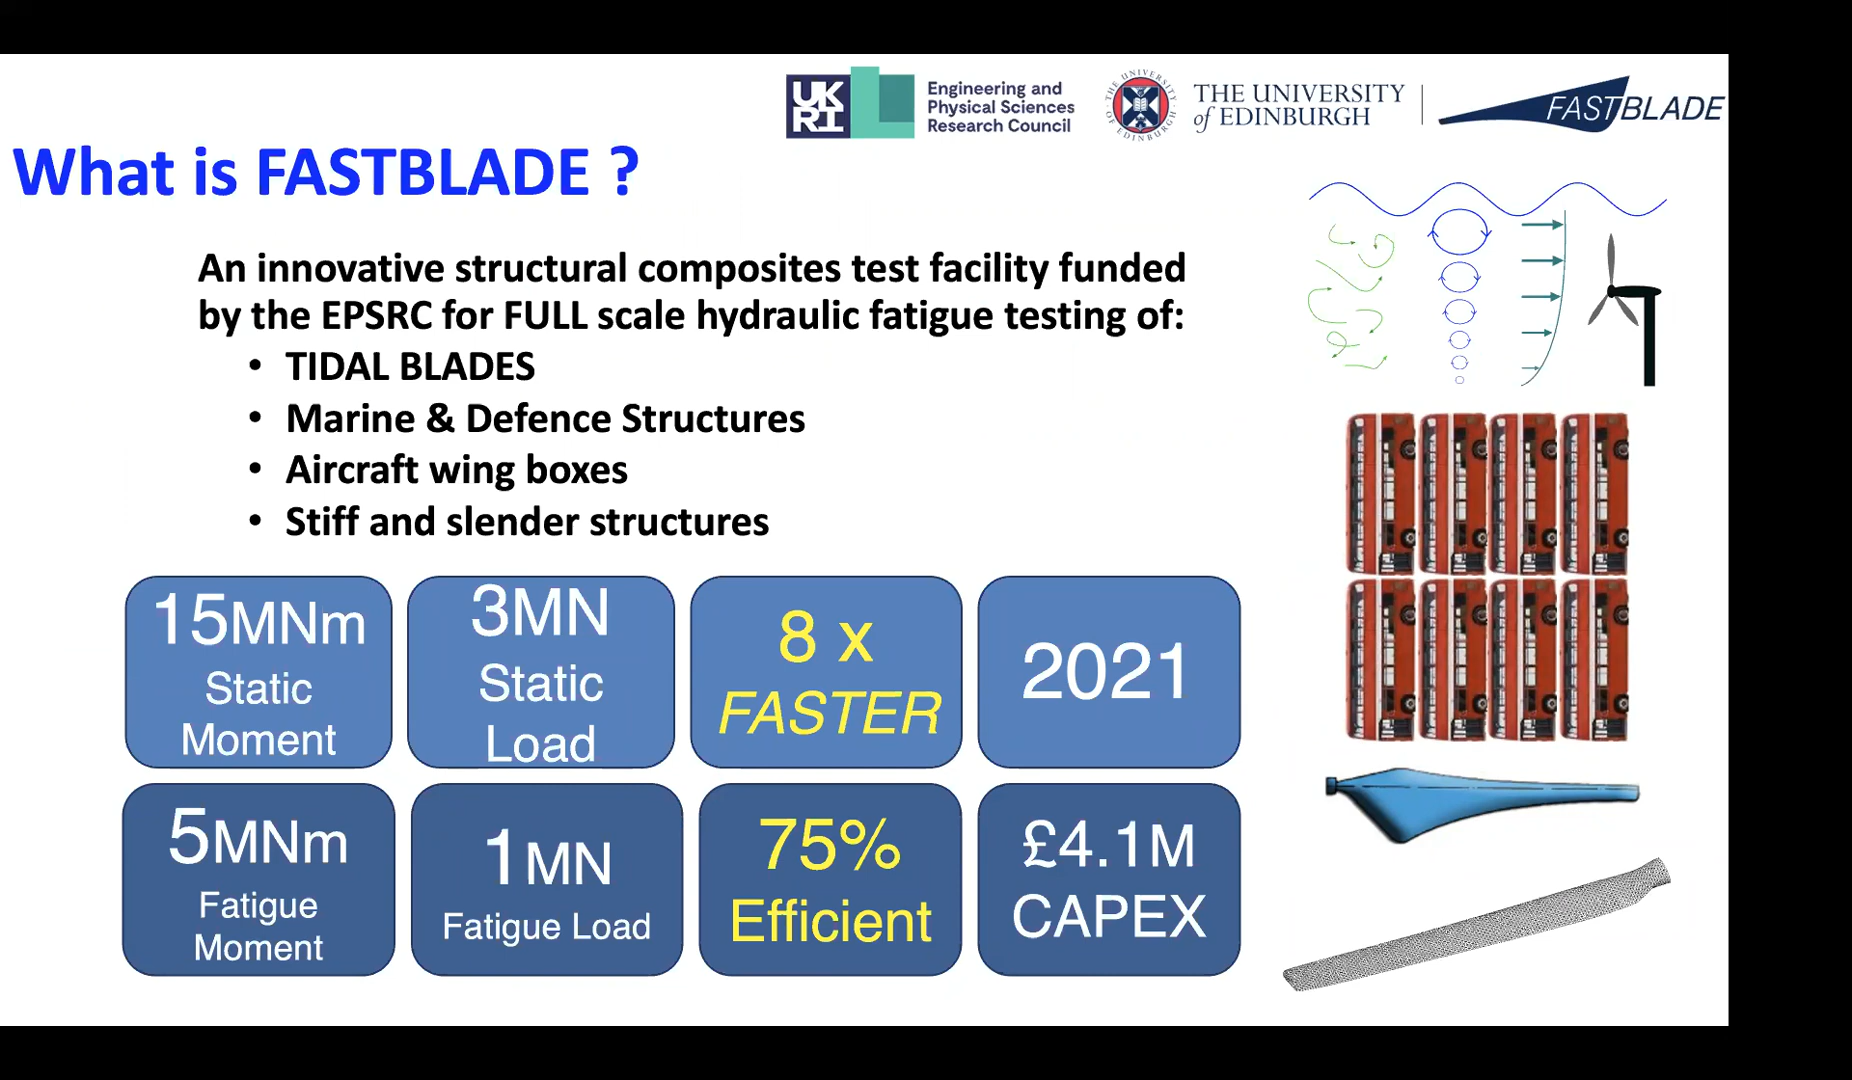 UK
RI
Engineering and
Physical Sciences
Research Council
THE UNIVERSITY
of EDINBURGH
FASTBLADE
What is FASTBLADE ?
An innovative structural composites test facility funded
by the EPSRC for FULL scale hydraulic fatigue testing of:
• TIDAL BLADES
• Marine & Defence Structures
• Aircraft wing boxes
• Stiff and slender structures
15MNm
Static
Moment
3MN
Static
Load
8 x
FASTER
2021
5MNm
Fatigue
Moment
1MN
Fatigue Load
75%
Efficient
£4.1M
CAPEX